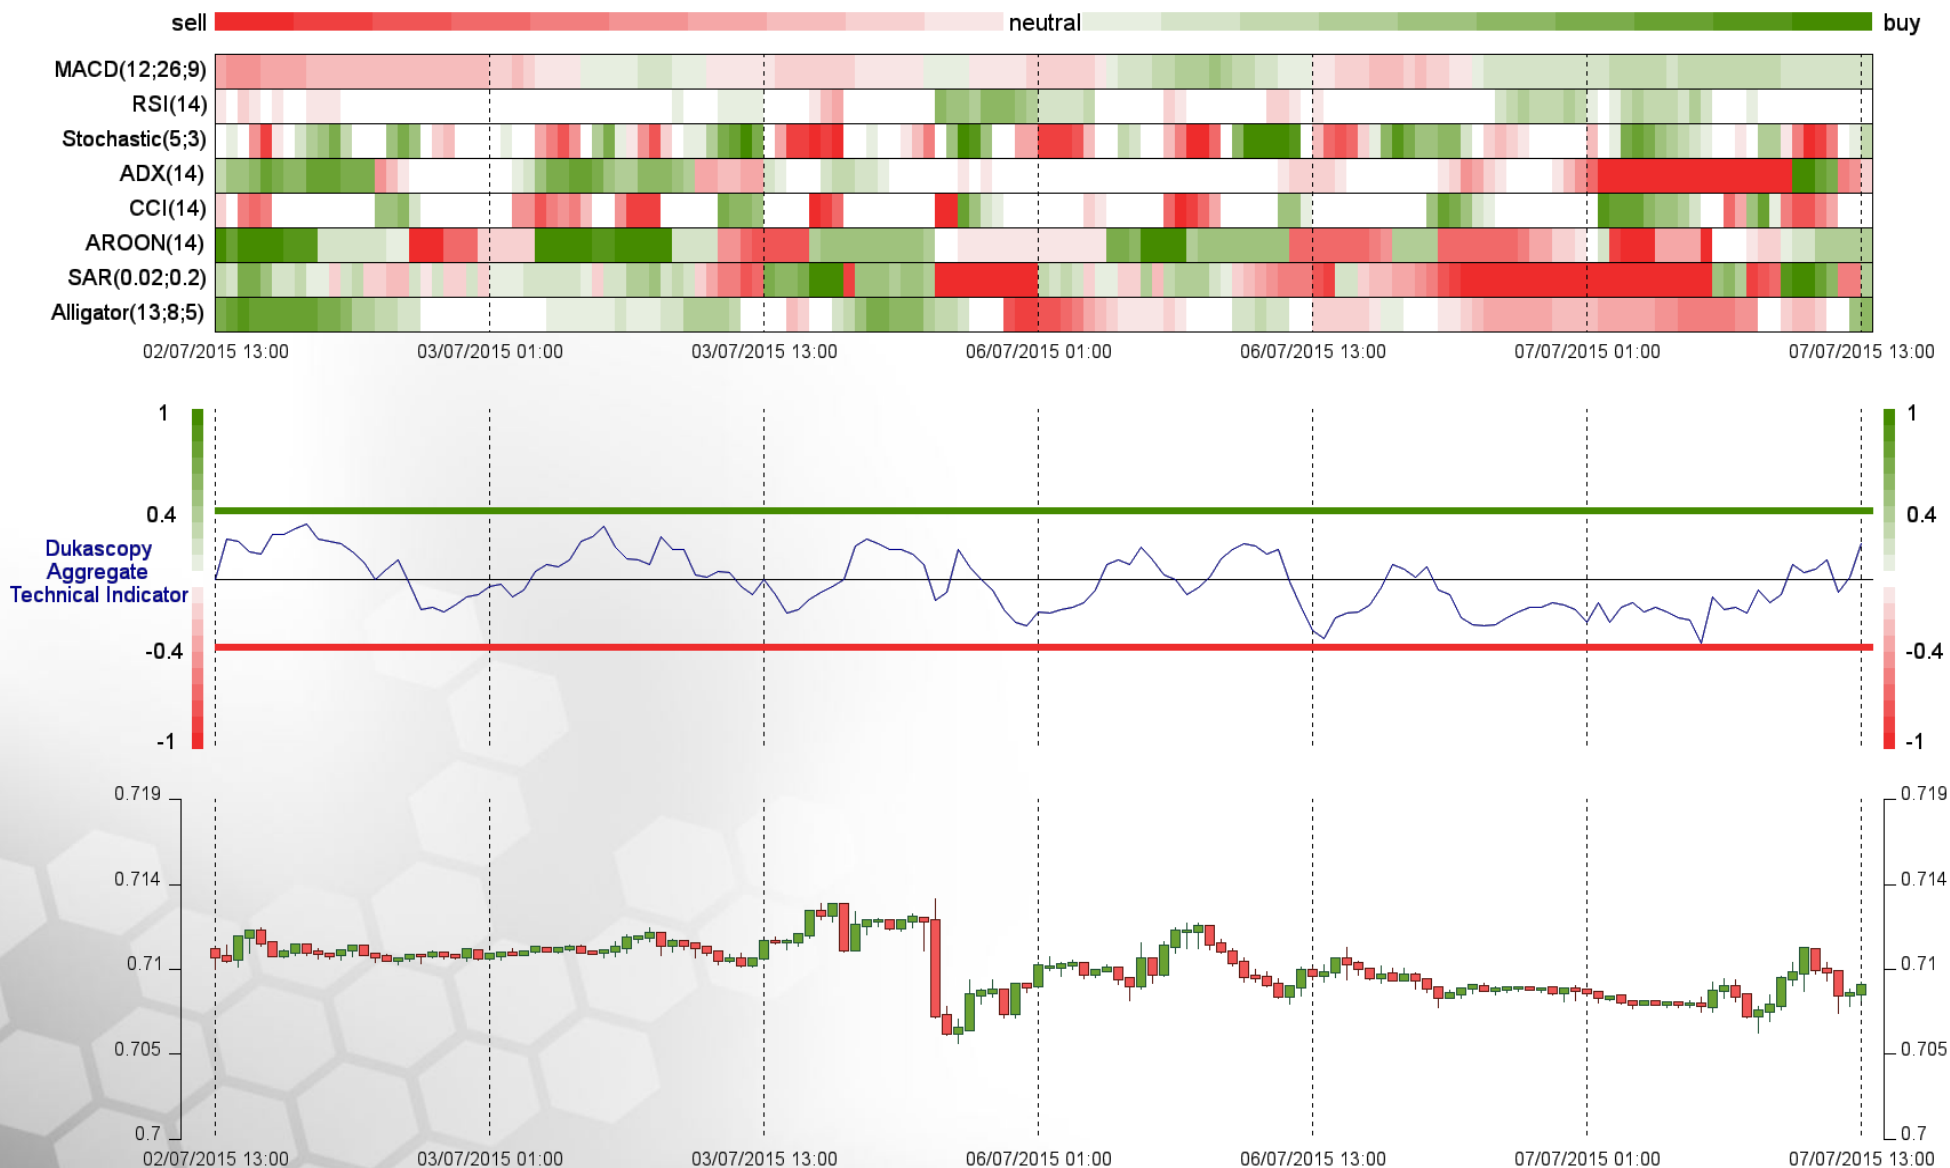 sell neutral buy
MACD(12;26;9)
RSI(14)
Stochastic(5;3)
ADX(14)
CCI(14)
AROON(14)
SAR(0.02;0.2)
Alligator(13;8;5)
02/07/2015 13:00 03/07/2015 01:00 03/07/2015 13:00 06/07/2015 01:00 06/07/2015 13:00 07/07/2015 01:00 07/07/2015 13:00
1 1
0.4 0.4
Dukascopy
Aggregate
Technical Indicator
-0.4 -0.4
-1 -1
0.719 0.719
0.714 0.714
0.71 0.71
0.705 0.705
0.7 0.7
02/07/2015 13:00 03/07/2015 01:00 03/07/2015 13:00 06/07/2015 01:00 06/07/2015 13:00 07/07/2015 01:00 07/07/2015 13:00